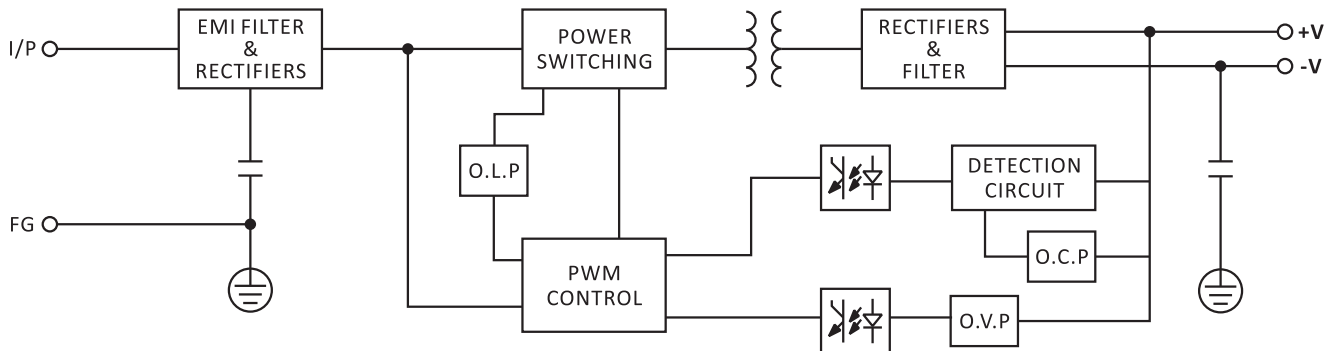 I/P
EMI FILTER
&
RECTIFIERS
POWER
SWITCHING
RECTIFIERS
&
FILTER
+V
-V
O.L.P
DETECTION
CIRCUIT
FG
O.C.P
PWM
CONTROL
O.V.P